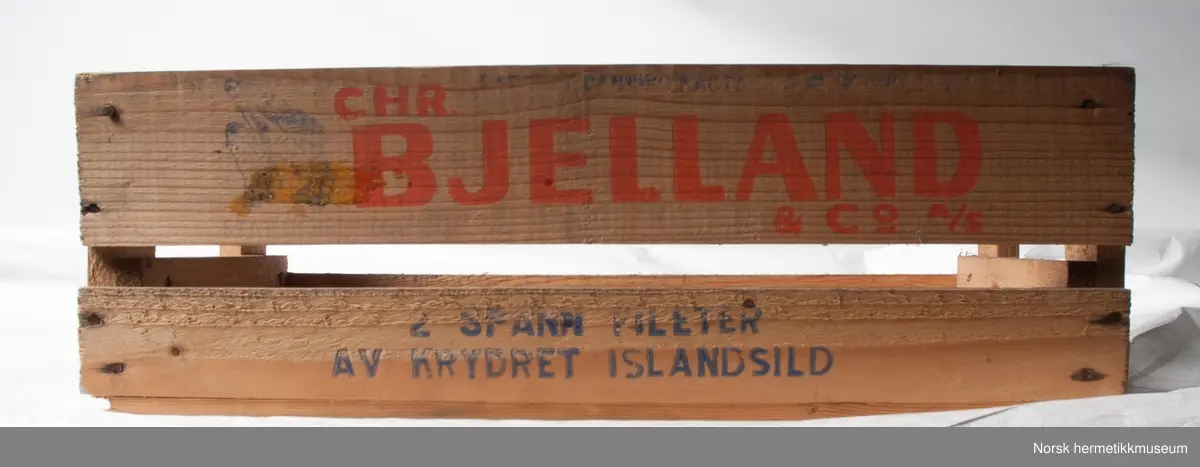 CHR.
BJELLAND
& Co A/S
2 SPANN FILETER
AV KRYDRET ISLANDSILD
Norsk hermetikkmuseum